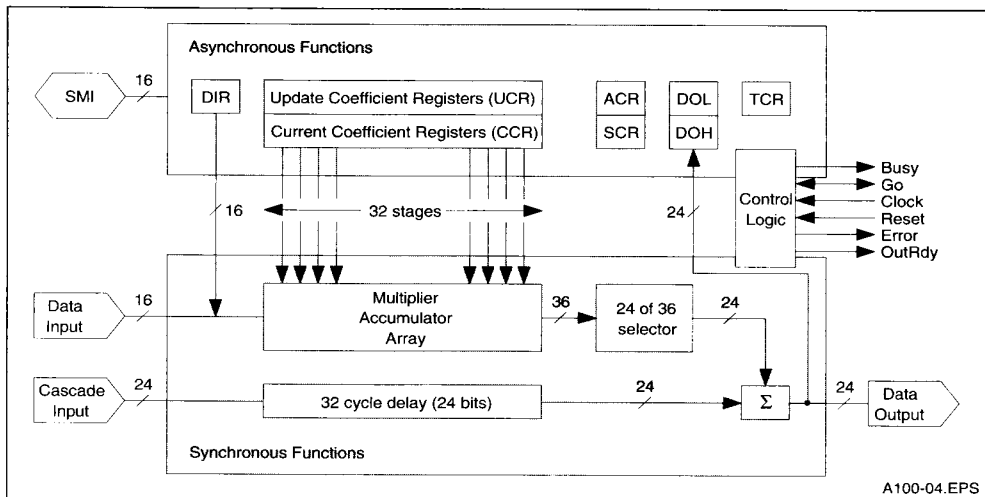 Asynchronous Functions
SMI
16
DIR
Update Coefficient Registers (UCR)
Current Coefficient Registers (CCR)
ACR
SCR
DOL
DOH
TCR
Control
Logic
Busy
Go
Clock
Reset
Error
OutRdy
16
32 stages
24
Data
Input
16
Multiplier
Accumulator
Array
36
24 of 36
selector
24
Cascade
Input
24
32 cycle delay (24 bits)
24
Σ
24
Data
Output
Synchronous Functions
A100-04.EPS